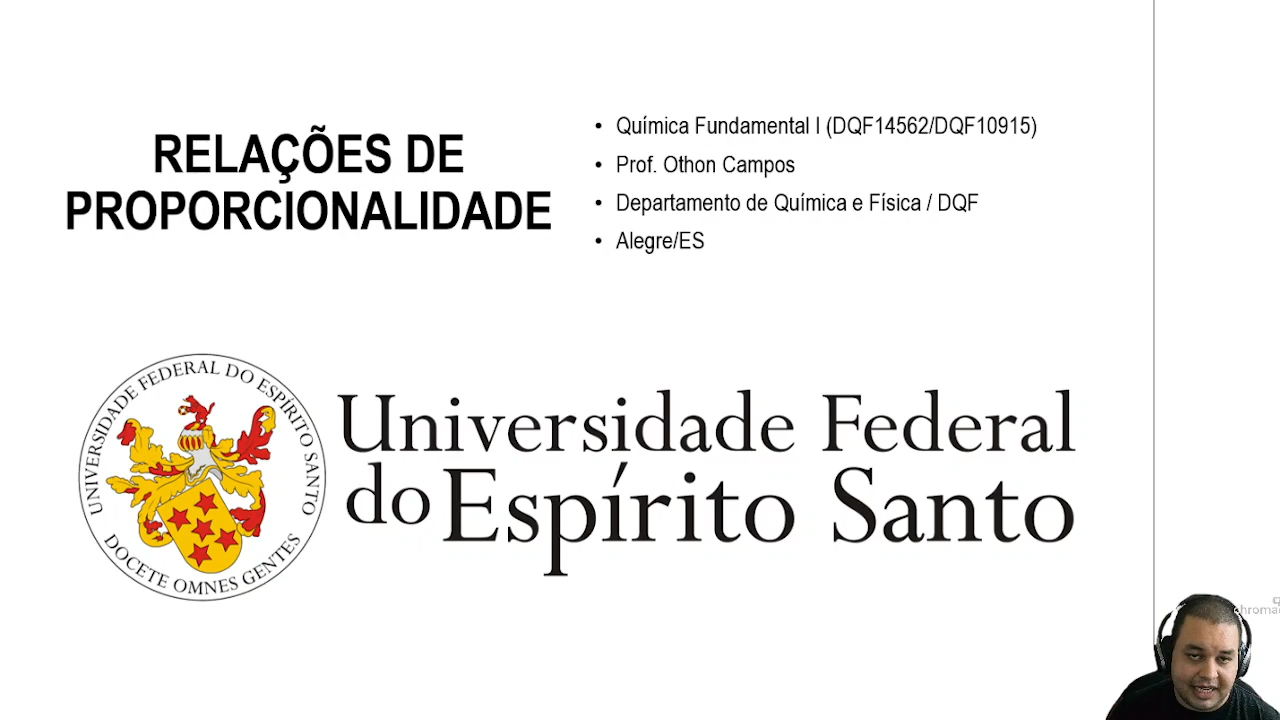 RELAÇÕES DE
PROPORCIONALIDADE
• Química Fundamental I (DQF14562/DQF10915)
• Prof. Othon Campos
• Departamento de Química e Física / DQF
• Alegre/ES
UNIVERSIDADE FEDERAL DO ESPÍRITO SANTO
DOCETE OMNES GENTES
Universidade Federal
do Espírito Santo